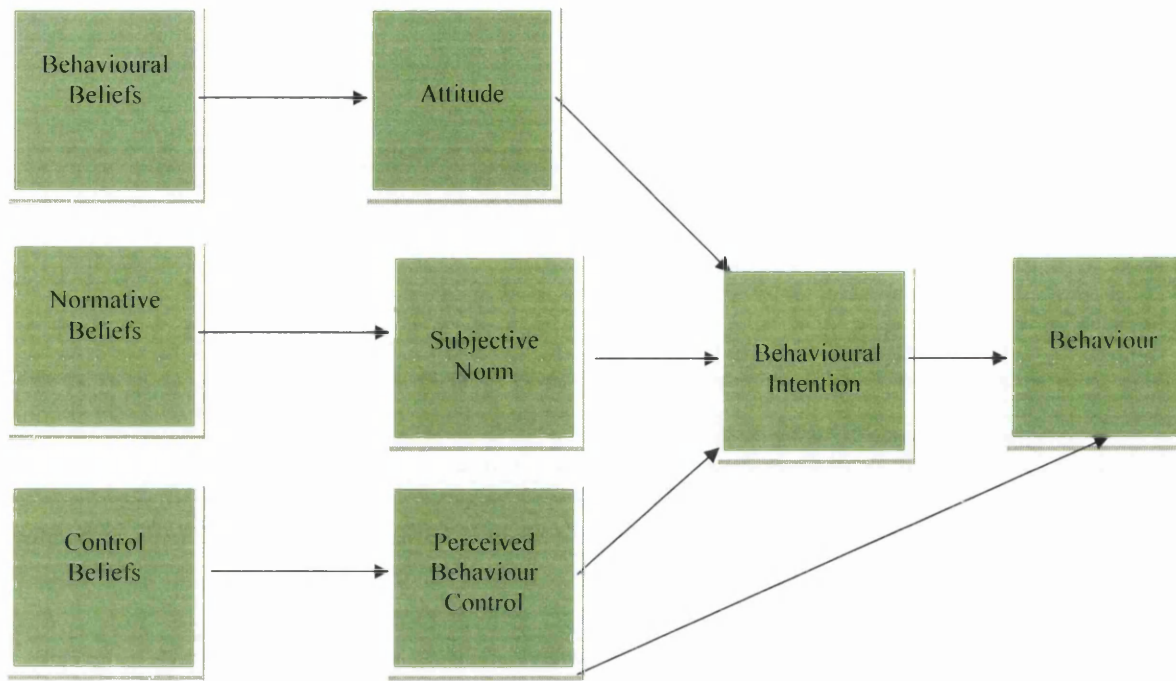 Behavioural
Beliefs
Attitude
Normative
Beliefs
Subjective
Norm
Behavioural
Intention
Behaviour
Control
Beliefs
Perceived
Behaviour
Control